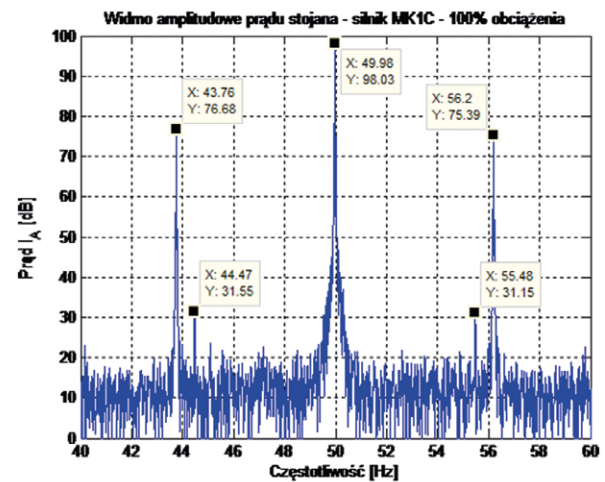 Widmo amplitudowe prądu stojana - silnik MK1C - 100% obciążenia
Prąd I_A [dB]
100
90
80
70
60
50
40
30
20
10
0
X: 43.76
Y: 76.68
X: 49.98
Y: 98.03
X: 56.2
Y: 75.39
X: 44.47
Y: 31.55
X: 55.48
Y: 31.15
40 42 44 46 48 50 52 54 56 58 60
Częstotliwość [Hz]